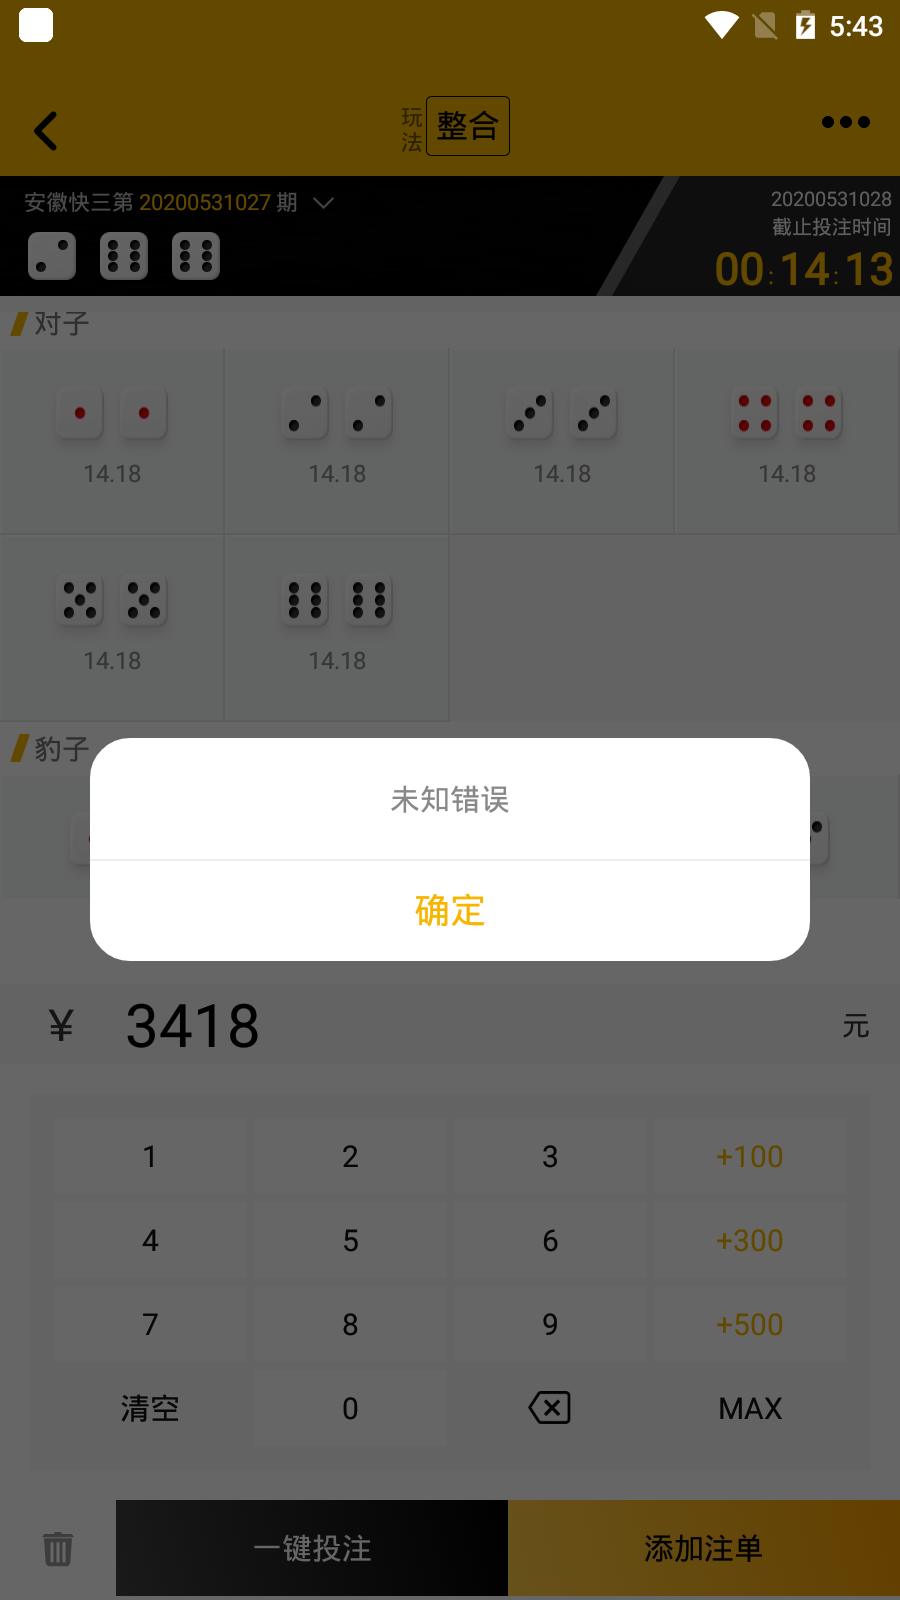 5:43
玩法
整合
安徽快三第 20200531027 期
20200531028
截止投注时间
00:14:13
对子
14.18
14.18
14.18
14.18
14.18
14.18
豹子
未知错误
确定
¥ 3418 元
1 2 3 +100
4 5 6 +300
7 8 9 +500
清空 0 MAX
一键投注
添加注单